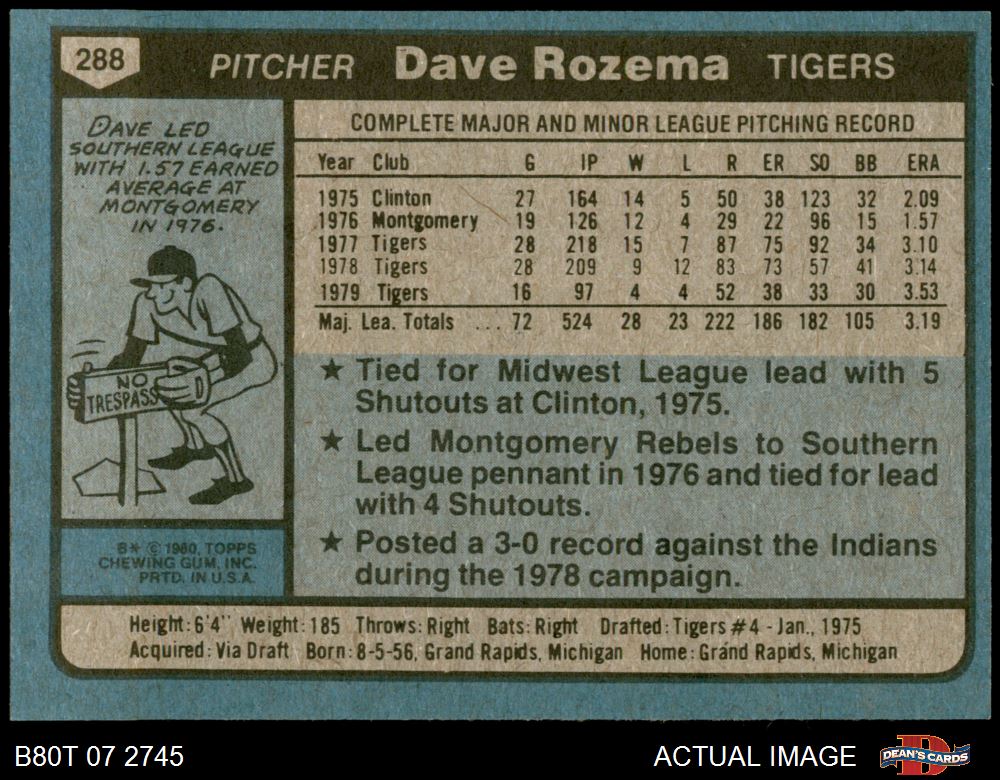 288 PITCHER Dave Rozema TIGERS
DAVE LED
SOUTHERN LEAGUE
WITH 1.57 EARNED
AVERAGE AT
MONTGOMERY
IN 1976.
NO
TRESPASS
B* © 1980, TOPPS
CHEWING GUM, INC.
PRTD. IN U.S.A.
COMPLETE MAJOR AND MINOR LEAGUE PITCHING RECORD
Year Club G IP W L R ER SO BB ERA
1975 Clinton 27 164 14 5 50 38 123 32 2.09
1976 Montgomery 19 126 12 4 29 22 96 15 1.57
1977 Tigers 28 218 15 7 87 75 92 34 3.10
1978 Tigers 28 209 9 12 83 73 57 41 3.14
1979 Tigers 16 97 4 4 52 38 33 30 3.53
Maj. Lea. Totals ... 72 524 28 23 222 186 182 105 3.19
★ Tied for Midwest League lead with 5
Shutouts at Clinton, 1975.
★ Led Montgomery Rebels to Southern
League pennant in 1976 and tied for lead
with 4 Shutouts.
★ Posted a 3-0 record against the Indians
during the 1978 campaign.
Height: 6'4" Weight: 185 Throws: Right Bats: Right Drafted: Tigers #4 - Jan., 1975
Acquired: Via Draft Born: 8-5-56, Grand Rapids, Michigan Home: Grand Rapids, Michigan
B80T 07 2745 ACTUAL IMAGE DEAN'S CARDS